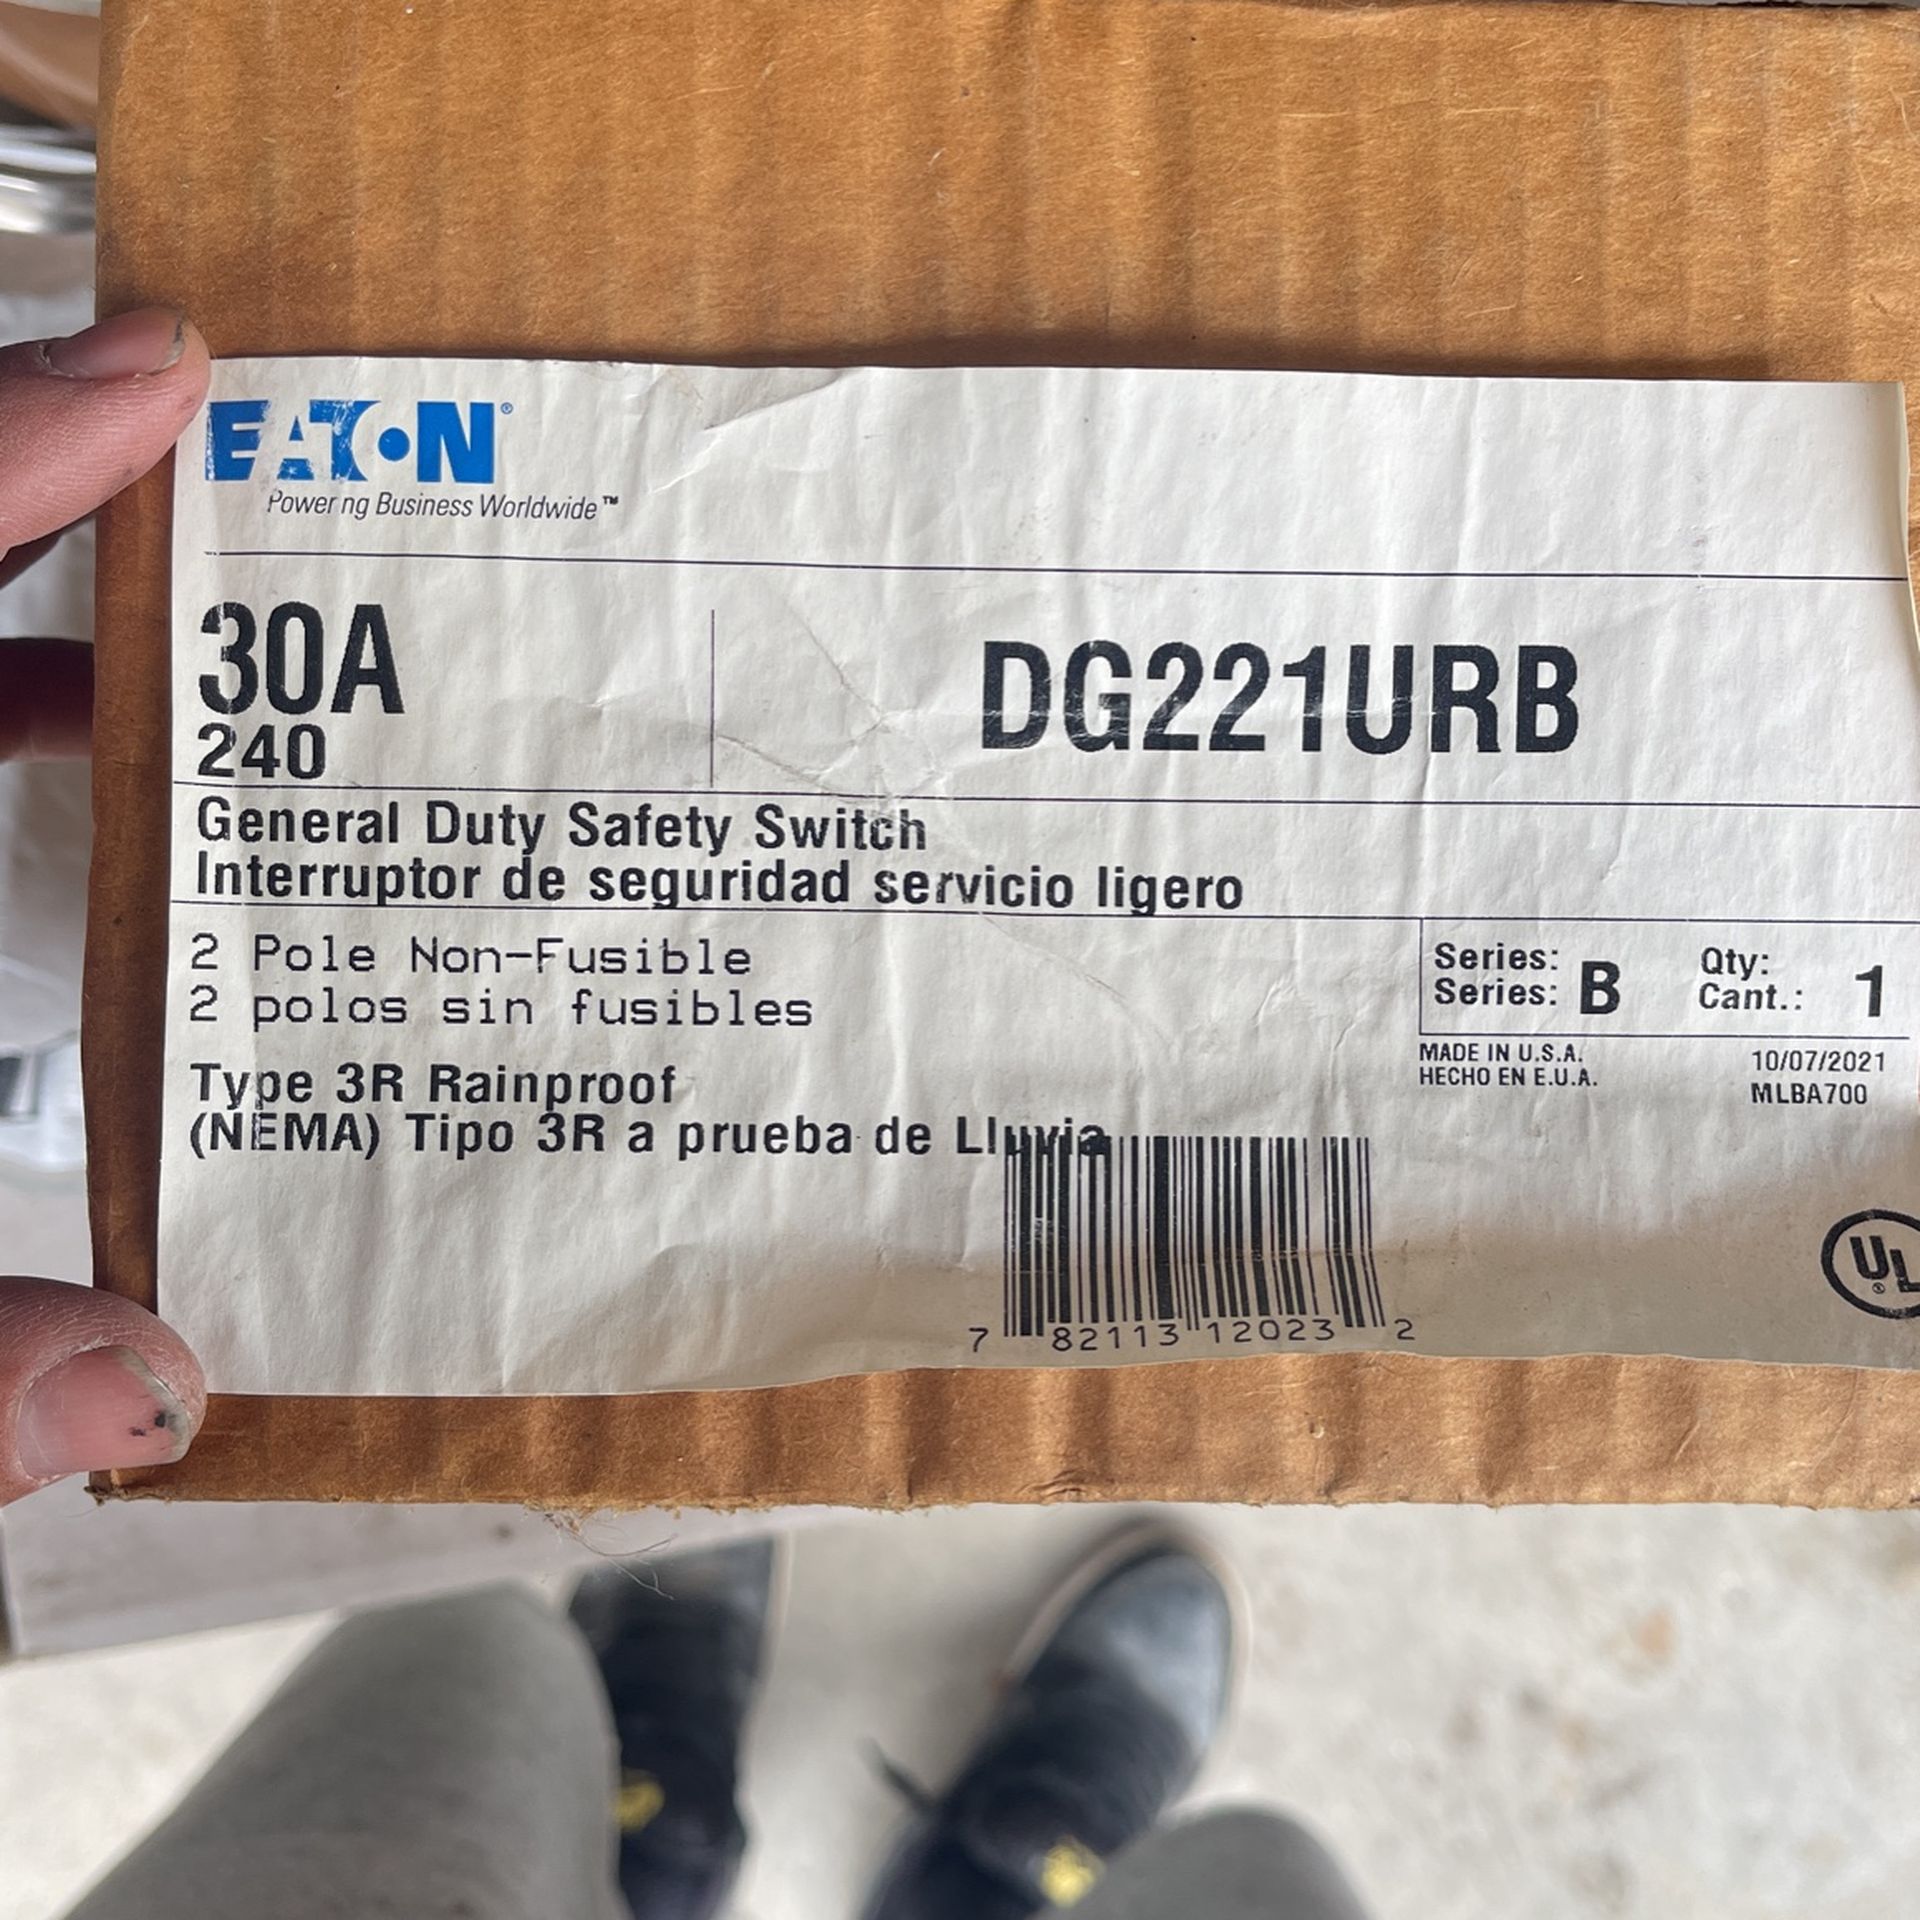 EATON®
Powering Business Worldwide™
30A
240
DG221URB
General Duty Safety Switch
Interruptor de seguridad servicio ligero
2 Pole Non-Fusible
2 polos sin fusibles
Series: B
Series:
Qty: 1
Cant.:
MADE IN U.S.A.
HECHO EN E.U.A.
10/07/2021
MLBA700
Type 3R Rainproof
(NEMA) Tipo 3R a prueba de Lluvia
7 82113 12023 2
UL®